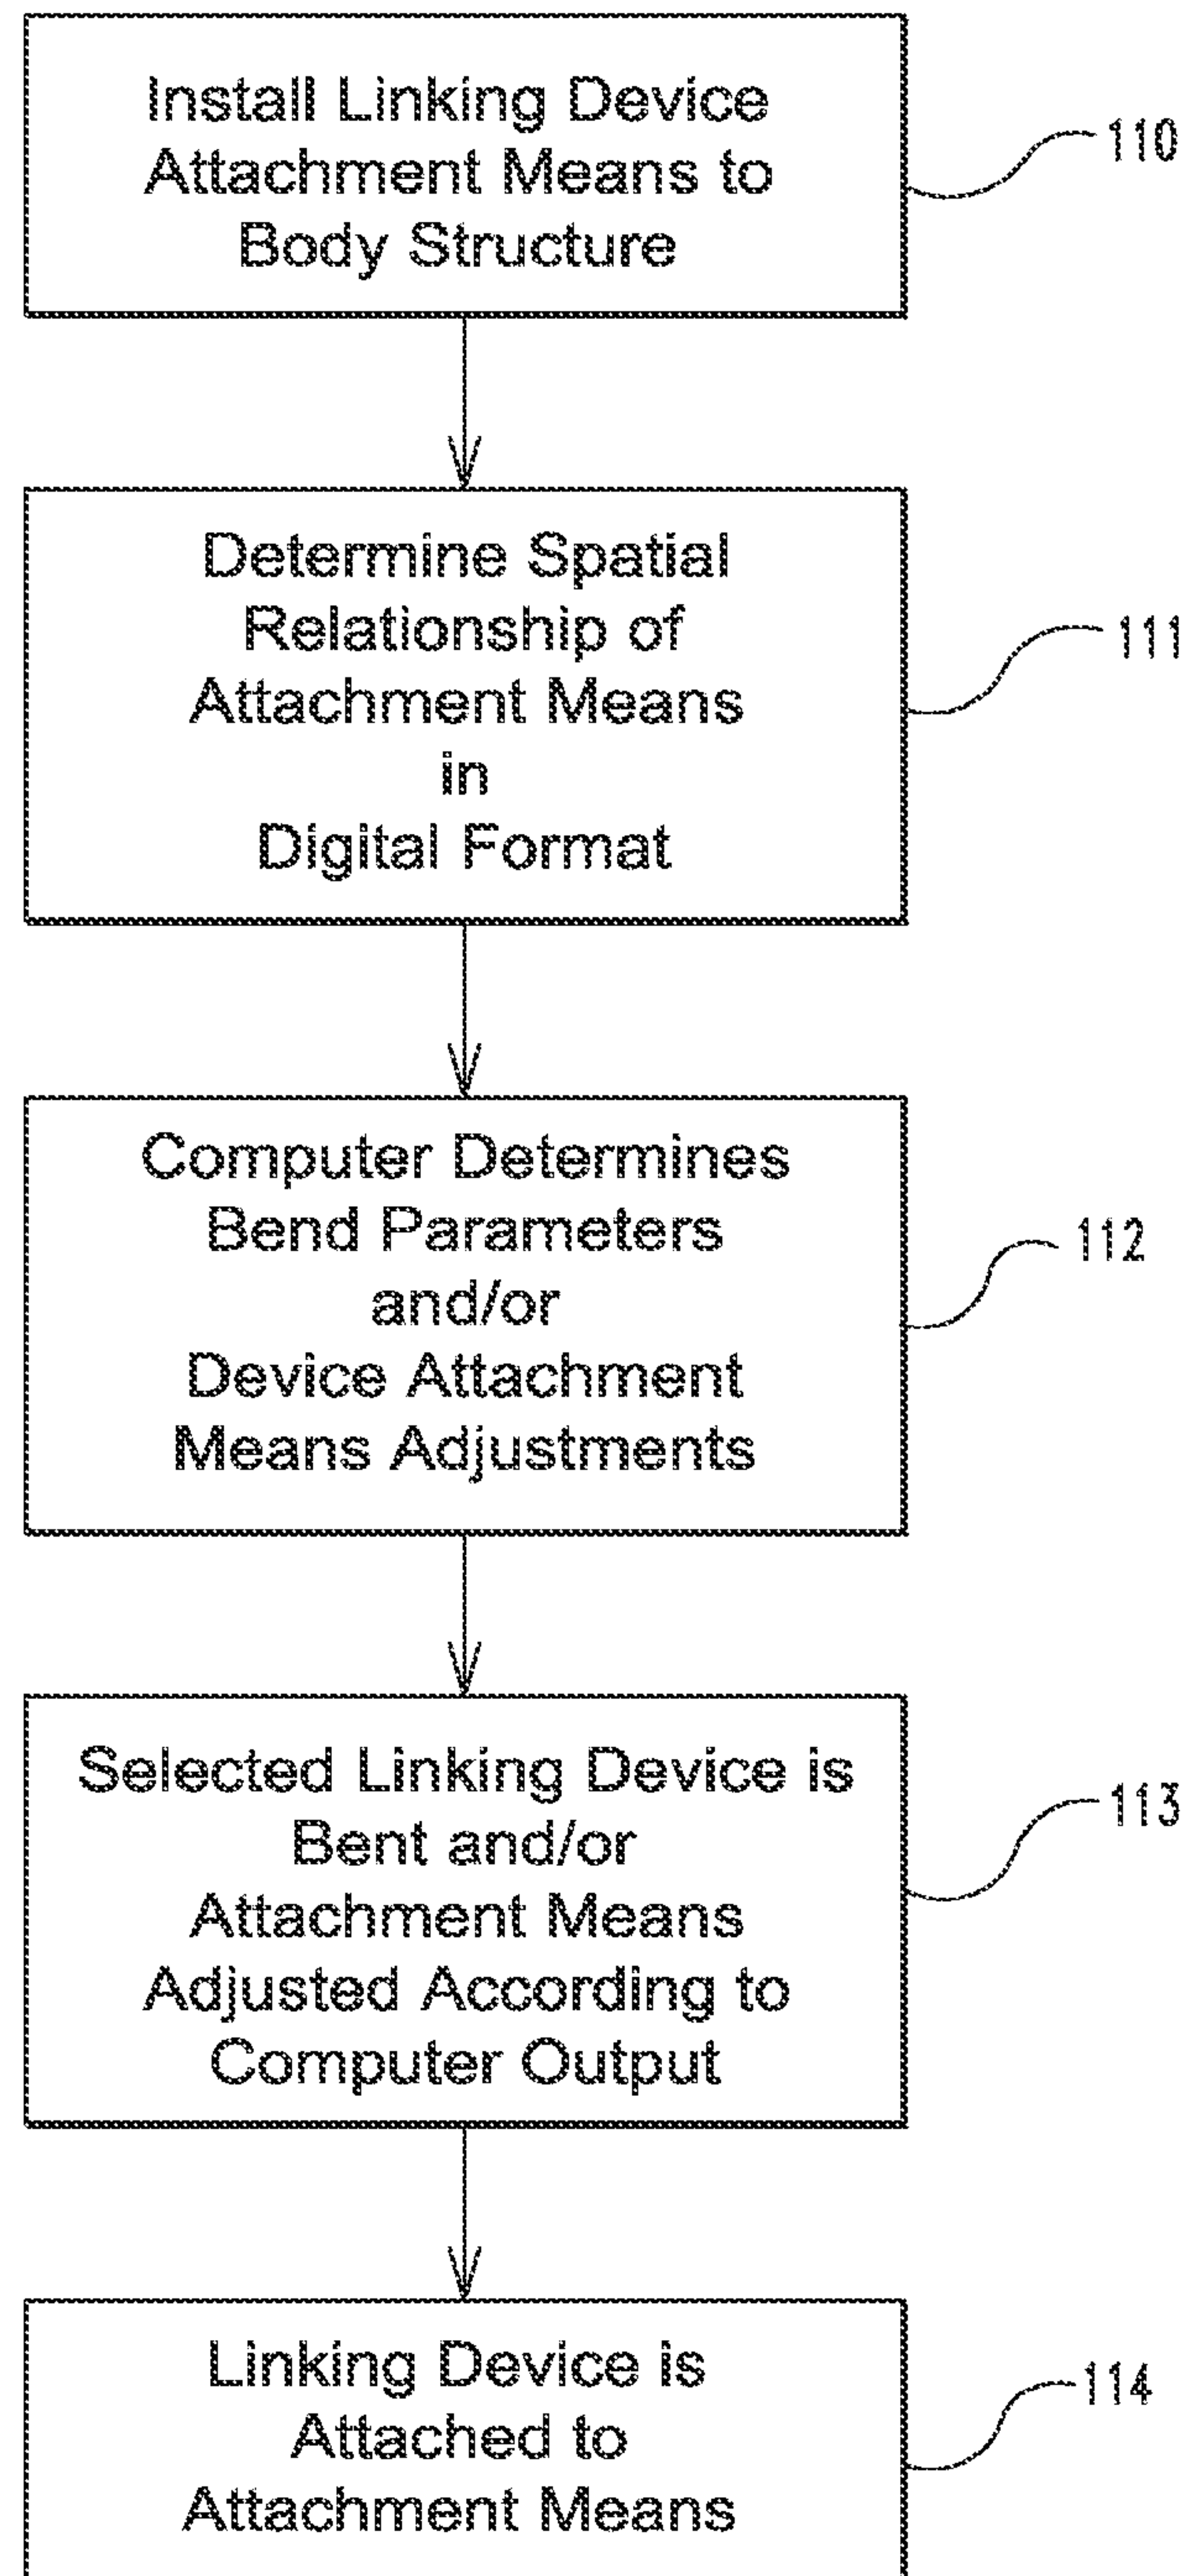 Install Linking Device
Attachment Means to
Body Structure
110
Determine Spatial
Relationship of
Attachment Means
in
Digital Format
111
Computer Determines
Bend Parameters
and/or
Device Attachment
Means Adjustments
112
Selected Linking Device is
Bent and/or
Attachment Means
Adjusted According to
Computer Output
113
Linking Device is
Attached to
Attachment Means
114